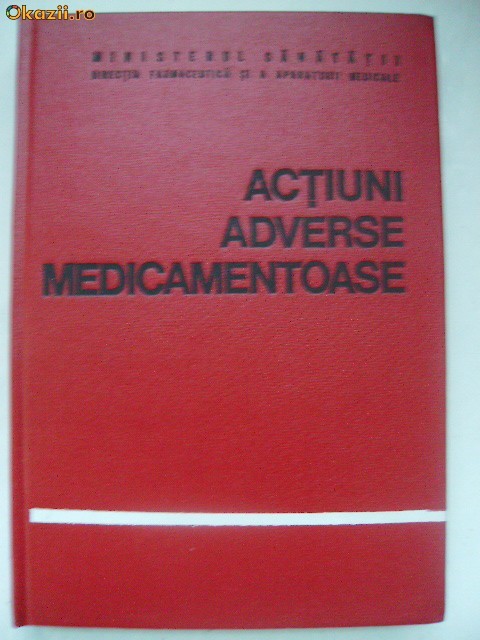 Okazii.ro
MINISTERUL SĂNĂTĂȚII
DIRECȚIA FARMACEUTICĂ ȘI A APARATURII MEDICALE
ACȚIUNI
ADVERSE
MEDICAMENTOASE